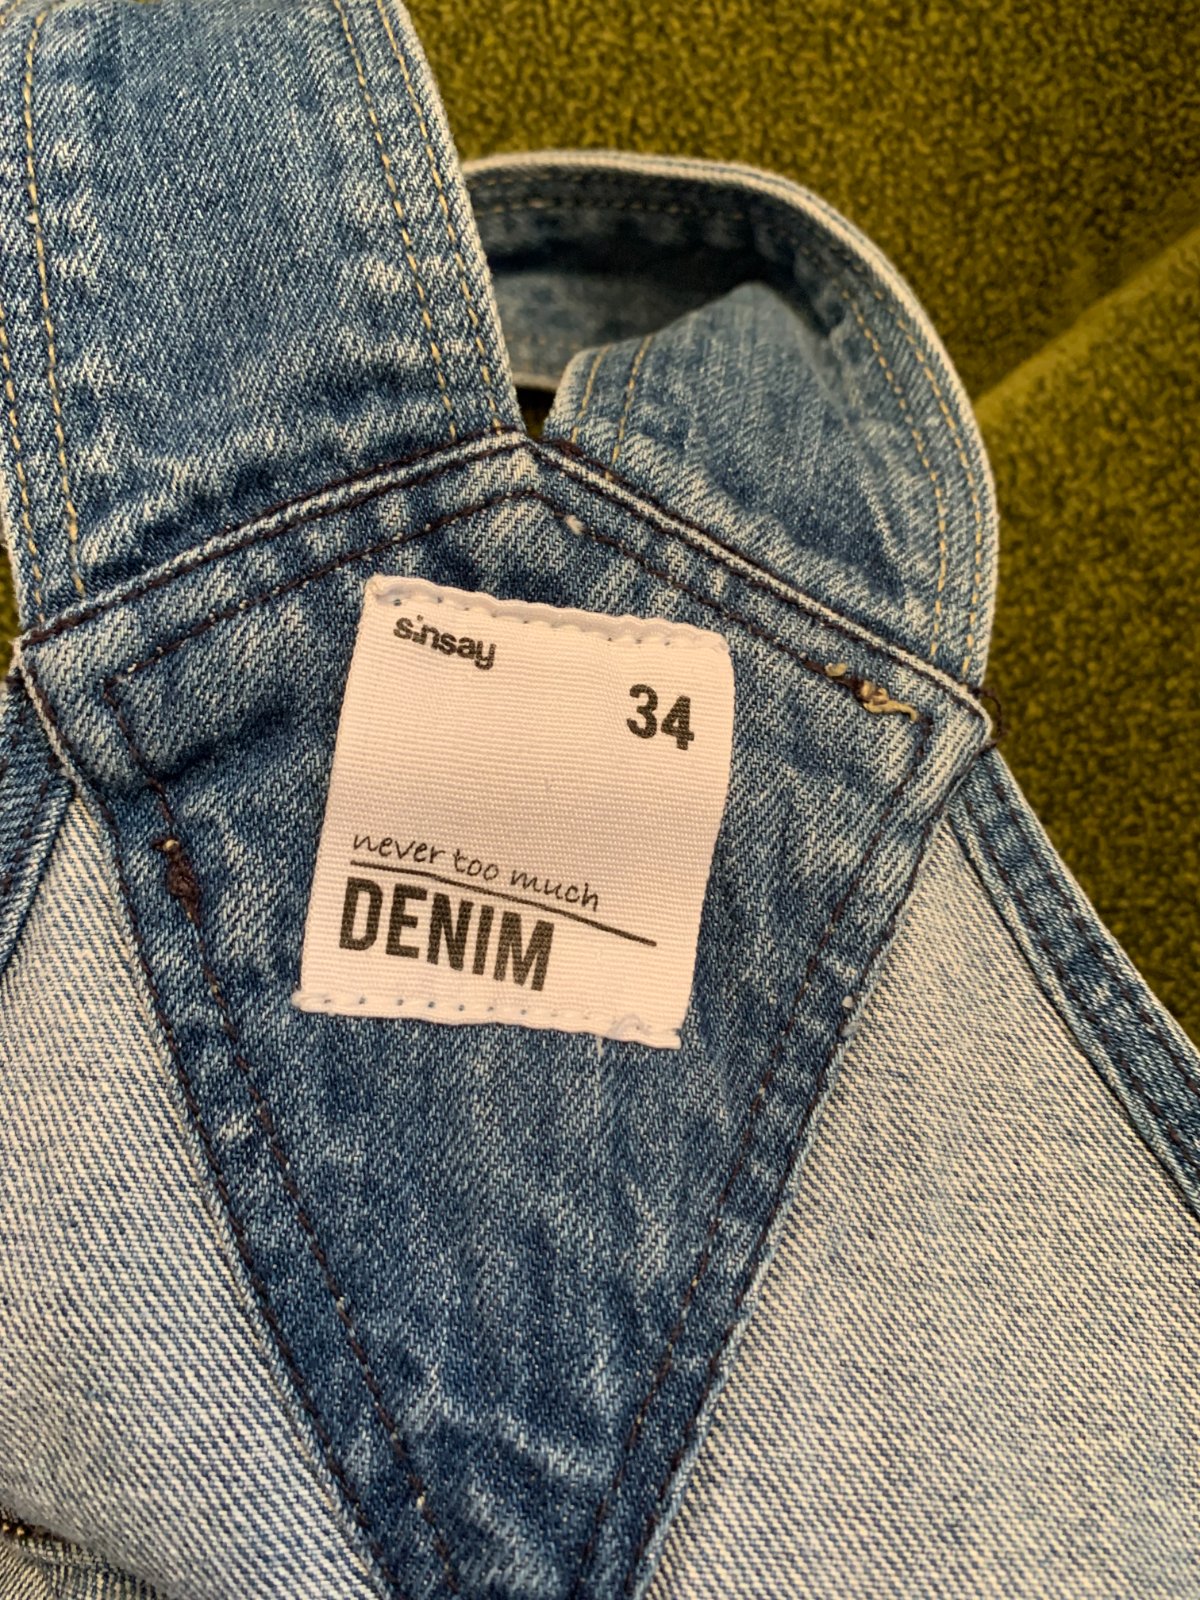 sinsay
34
never too much
DENIM